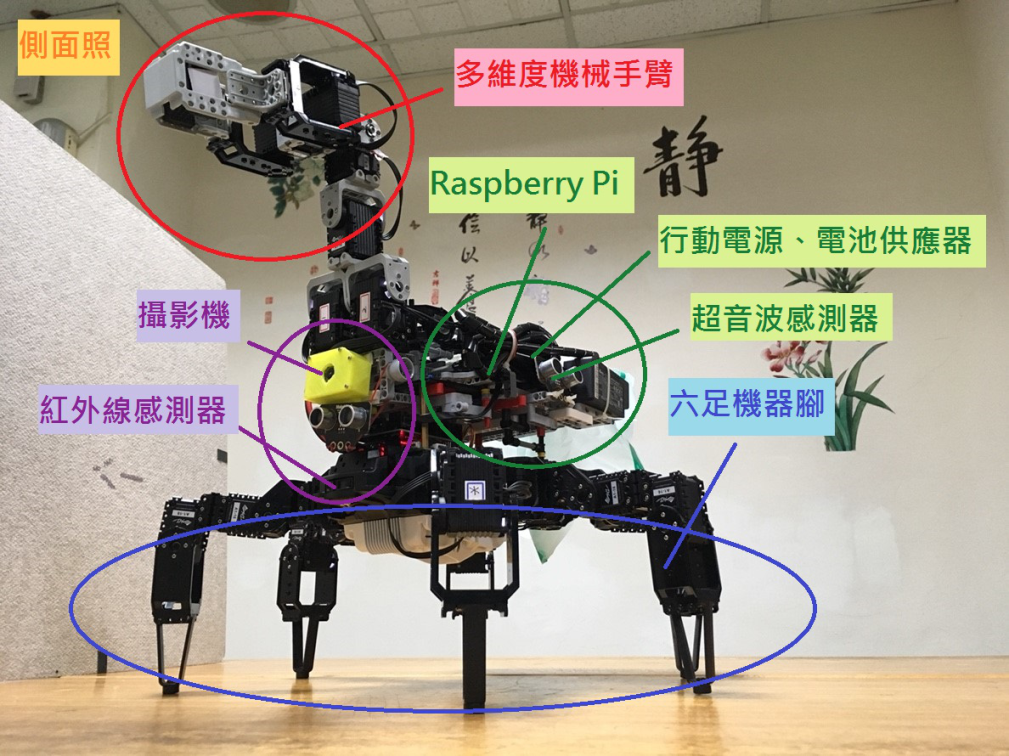 側面照
多維度機械手臂
靜
Raspberry Pi
行動電源、電池供應器
攝影機
超音波感測器
紅外線感測器
六足機器腳